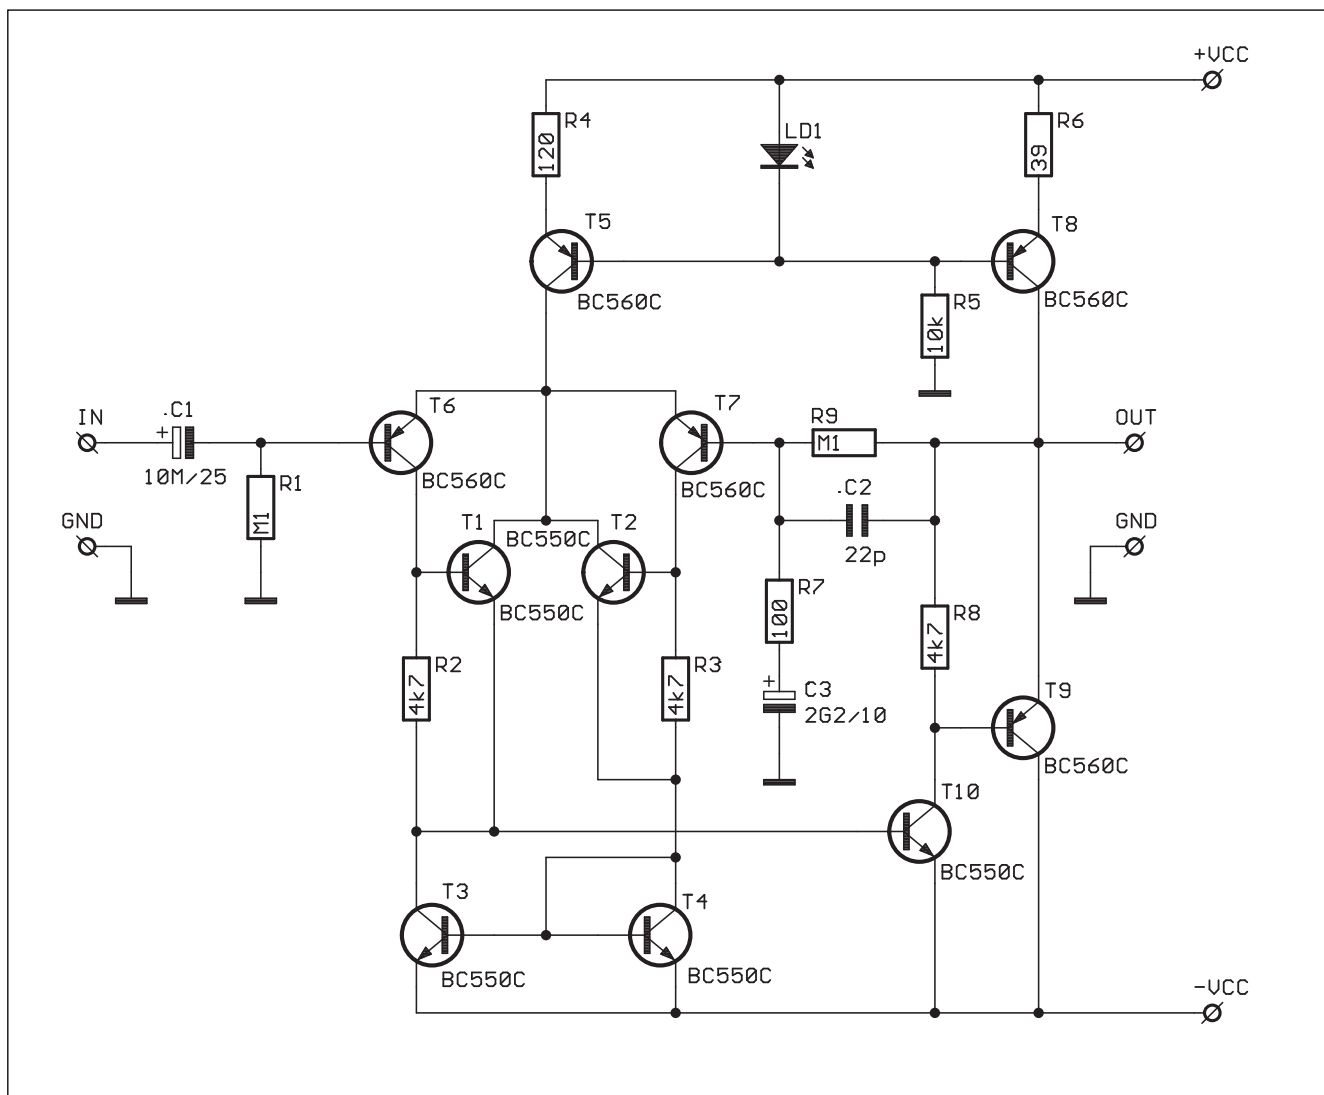 +VCC
R4
120
LD1
R6
39
T5
BC560C
T8
BC560C
R5
10k
IN
.C1
+
10M/25
R1
M1
T6
BC560C
T7
BC560C
R9
M1
OUT
GND
T1
BC550C
BC550C
T2
.C2
22p
GND
R7
100
R8
4k7
R2
4k7
R3
4k7
+
C3
2G2/10
T9
BC560C
T10
BC550C
T3
BC550C
T4
BC550C
-VCC